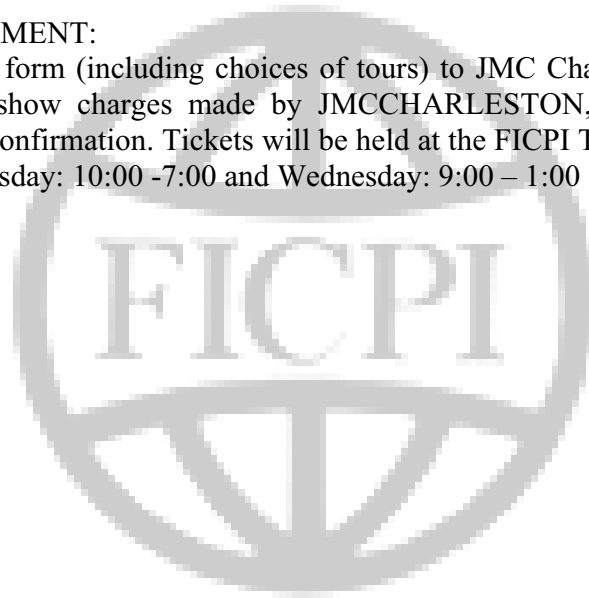 MENT:
form (including choices of tours) to JMC Cha
show charges made by JMCCHARLESTON,
onfirmation. Tickets will be held at the FICPI T
sday: 10:00 -7:00 and Wednesday: 9:00 – 1:00
FICPI